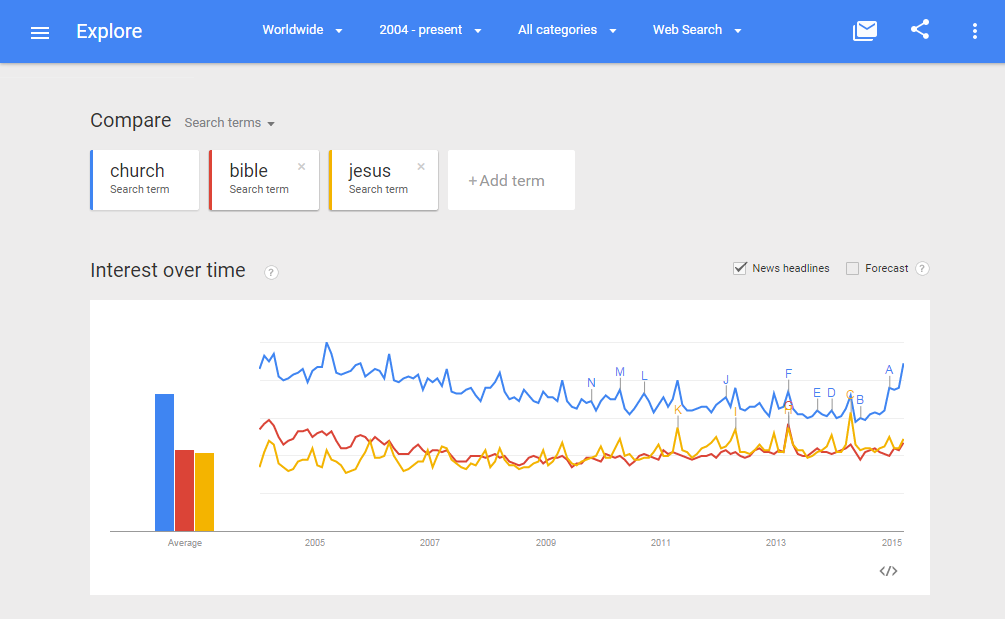 Explore Worldwide 2004 - present All categories Web Search
Compare Search terms
church bible × jesus × + Add term
Search term Search term Search term
Interest over time ? News headlines Forecast ?
M L J F A
N E D C B
K I G
Average 2005 2007 2009 2011 2013 2015
</>